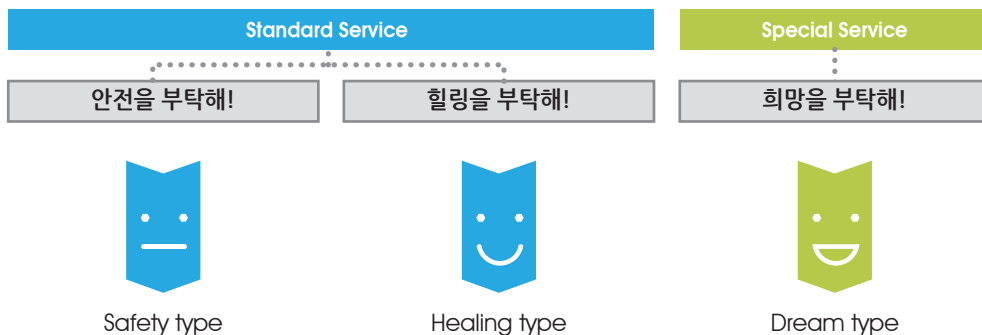 Standard Service
Special Service
안전을 부탁해!
힐링을 부탁해!
희망을 부탁해!
Safety type
Healing type
Dream type